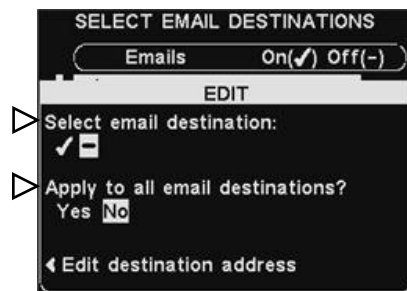 SELECT EMAIL DESTINATIONS
Emails On(✓) Off(-)
EDIT
Select email destination:
✓ -
Apply to all email destinations?
Yes No
Edit destination address